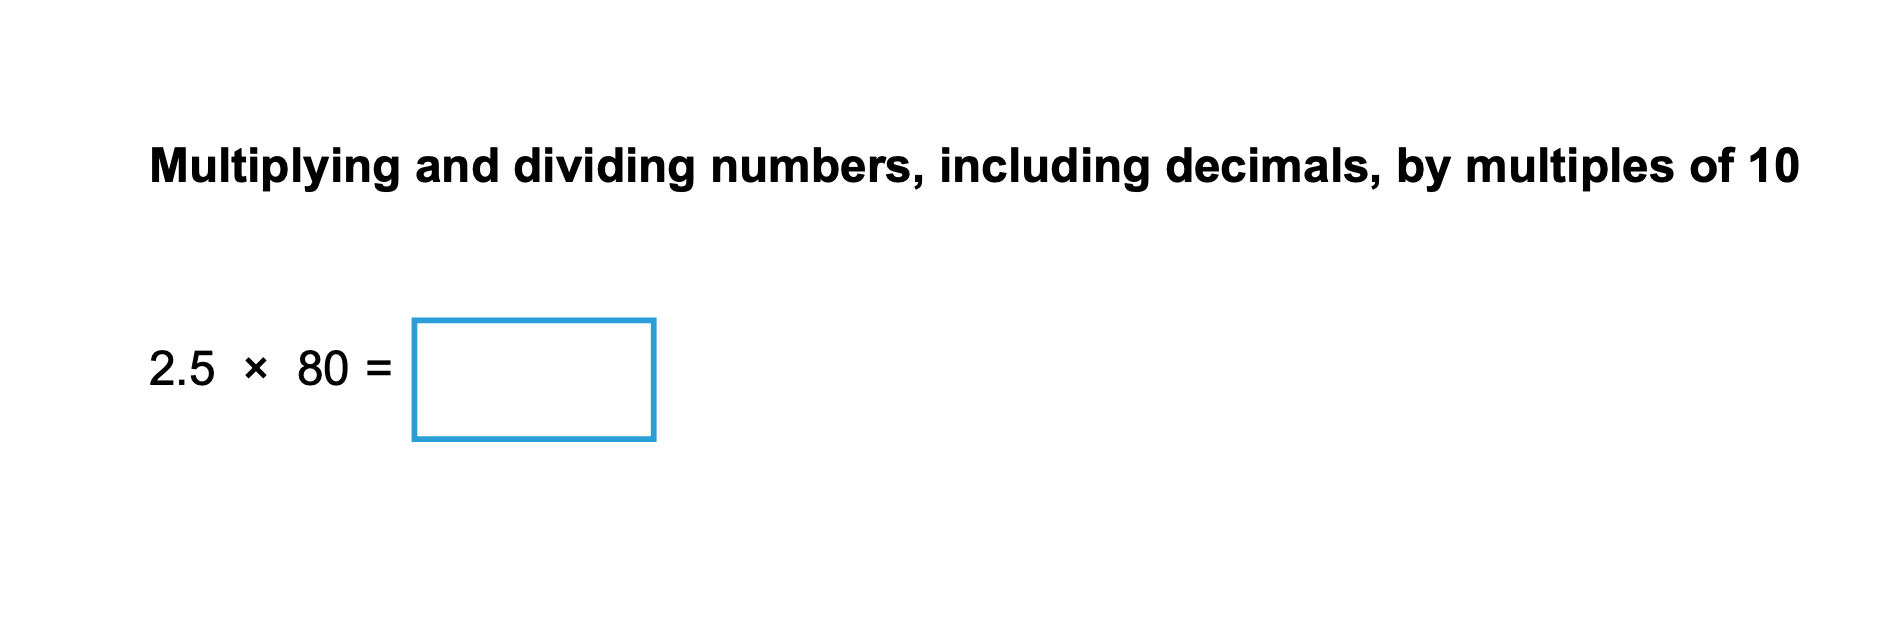 Multiplying and dividing numbers, including decimals, by multiples of 10
2.5 × 80 =